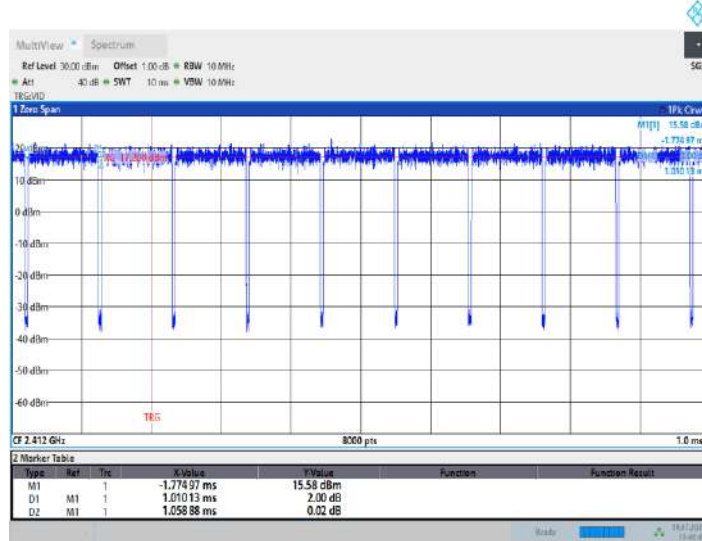 MultiView Spectrum
Ref Level 30.00 dBm Offset 1.00 dB RBW 10 MHz
SG
Att 40 dB SWT 10 ms VBW 10 MHz
TRG:VID
1 Zero Span 1Pk Clrw
M1[1] 15.58 dB
-1.774 97 m
20 dBm
1.010 13 m
10 dBm
0 dBm
-10 dBm
-20 dBm
-30 dBm
-40 dBm
-50 dBm
-60 dBm
TRG
CF 2.412 GHz 8000 pts 1.0 ms
2 Marker Table
Type Ref Trc X-Value Y-Value Function Function Result
M1 1 -1.774 97 ms 15.58 dBm
D1 M1 1 1.010 13 ms 2.00 dB
D2 M1 1 1.058 88 ms 0.02 dB
Ready